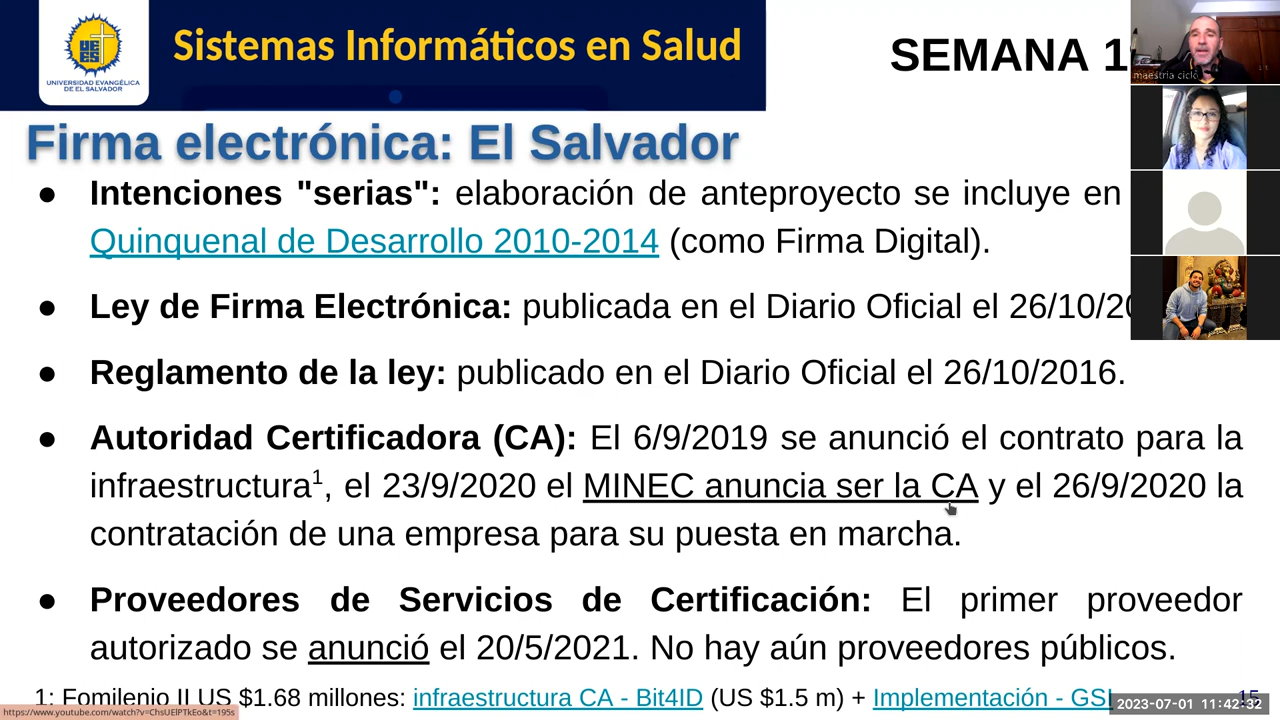 UNIVERSIDAD EVANGÉLICA
DE EL SALVADOR
Sistemas Informáticos en Salud
SEMANA 1
maestria ciclo
Firma electrónica: El Salvador
● Intenciones "serias": elaboración de anteproyecto se incluye en
Quinquenal de Desarrollo 2010-2014 (como Firma Digital).
● Ley de Firma Electrónica: publicada en el Diario Oficial el 26/10/20
● Reglamento de la ley: publicado en el Diario Oficial el 26/10/2016.
● Autoridad Certificadora (CA): El 6/9/2019 se anunció el contrato para la
infraestructura1, el 23/9/2020 el MINEC anuncia ser la CA y el 26/9/2020 la
contratación de una empresa para su puesta en marcha.
● Proveedores de Servicios de Certificación: El primer proveedor
autorizado se anunció el 20/5/2021. No hay aún proveedores públicos.
1: Fomilenio II US $1.68 millones: infraestructura CA - Bit4ID (US $1.5 m) + Implementación - GSI
15
https://www.youtube.com/watch?v=ChsUElPTkEo&t=195s
2023-07-01 11:42:32